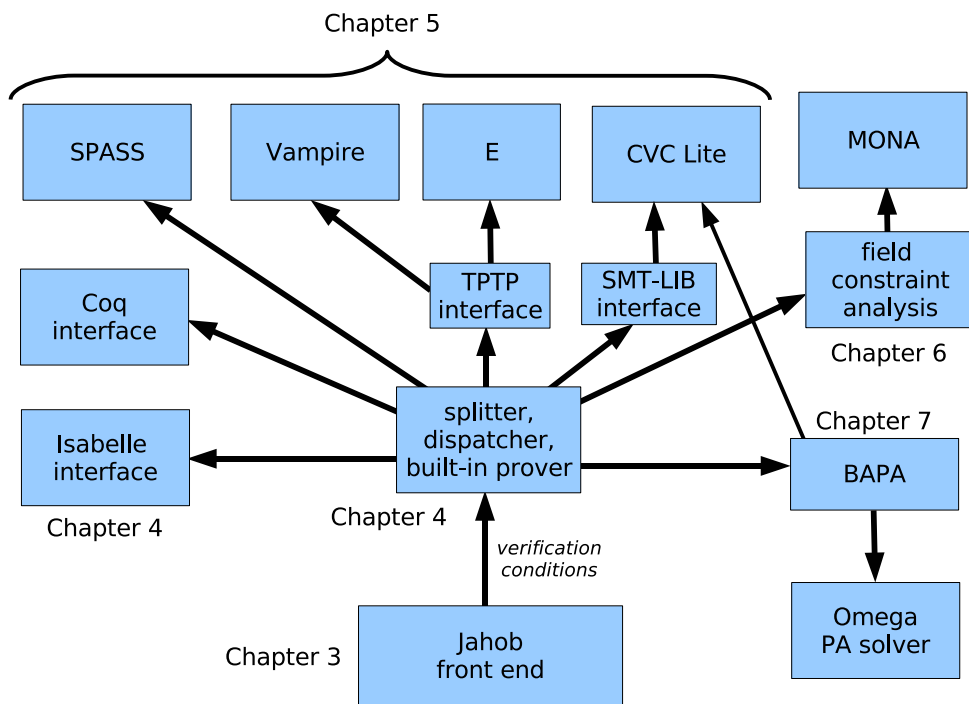 Chapter 5
SPASS
Vampire
E
CVC Lite
MONA
TPTP
interface
SMT-LIB
interface
field
constraint
analysis
Chapter 6
Coq
interface
splitter,
dispatcher,
built-in prover
Chapter 4
Isabelle
interface
Chapter 4
Chapter 7
BAPA
verification
conditions
Omega
PA solver
Chapter 3
Jahob
front end